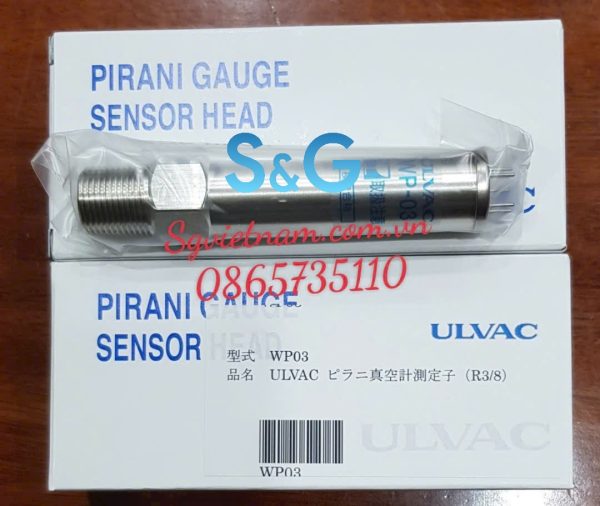 PIRANI GAUGE
SENSOR HEAD
S&G
ULVAC
WP-03
Sgvietnam.com.vn
0865735110
PIRANI GAUGE
SENSOR HEAD
ULVAC
型式 WP03
品名 ULVAC ピラニ真空計測定子 (R3/8)
ULVAC
WP03